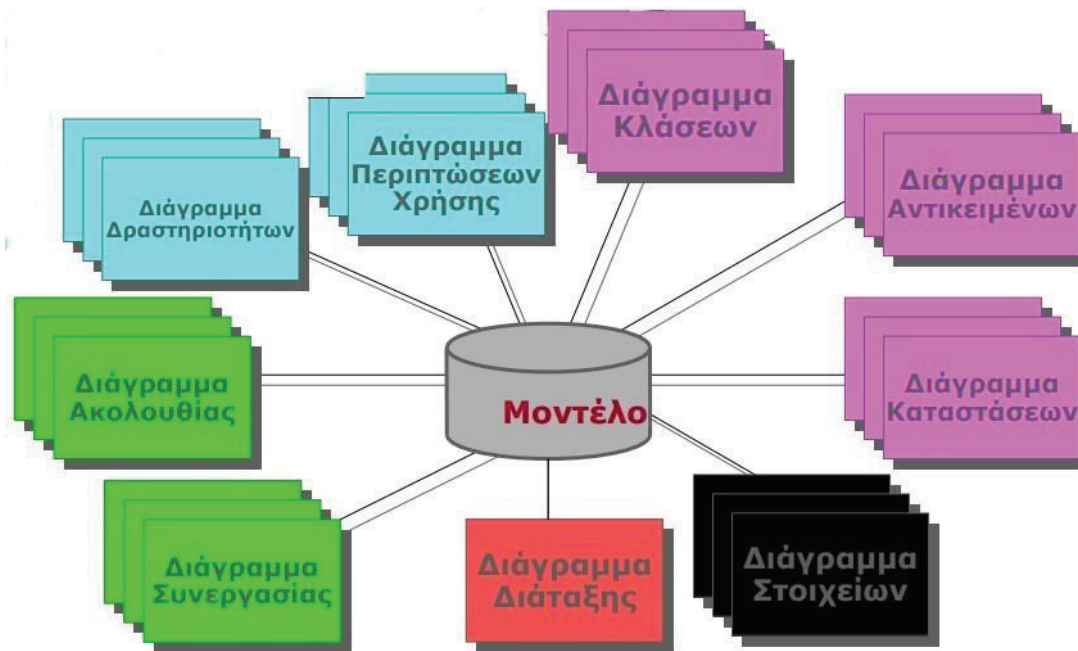 Διάγραμμα
Κλάσεων
Διάγραμμα
Περιπτώσεων
Χρήσης
Διάγραμμα
Αντικειμένων
Διάγραμμα
Δραστηριοτήτων
Διάγραμμα
Ακολουθίας
Μοντέλο
Διάγραμμα
Καταστάσεων
Διάγραμμα
Συνεργασίας
Διάγραμμα
Διάταξης
Διάγραμμα
Στοιχείων